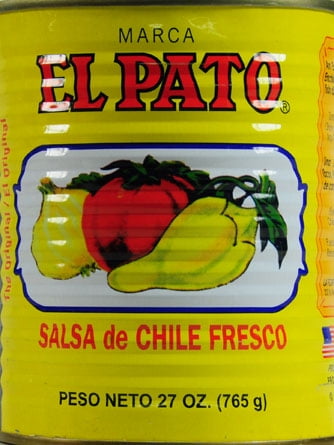 MARCA
EL PATO®
SALSA de CHILE FRESCO
PESO NETO 27 OZ. (765 g)
The Original / El Original